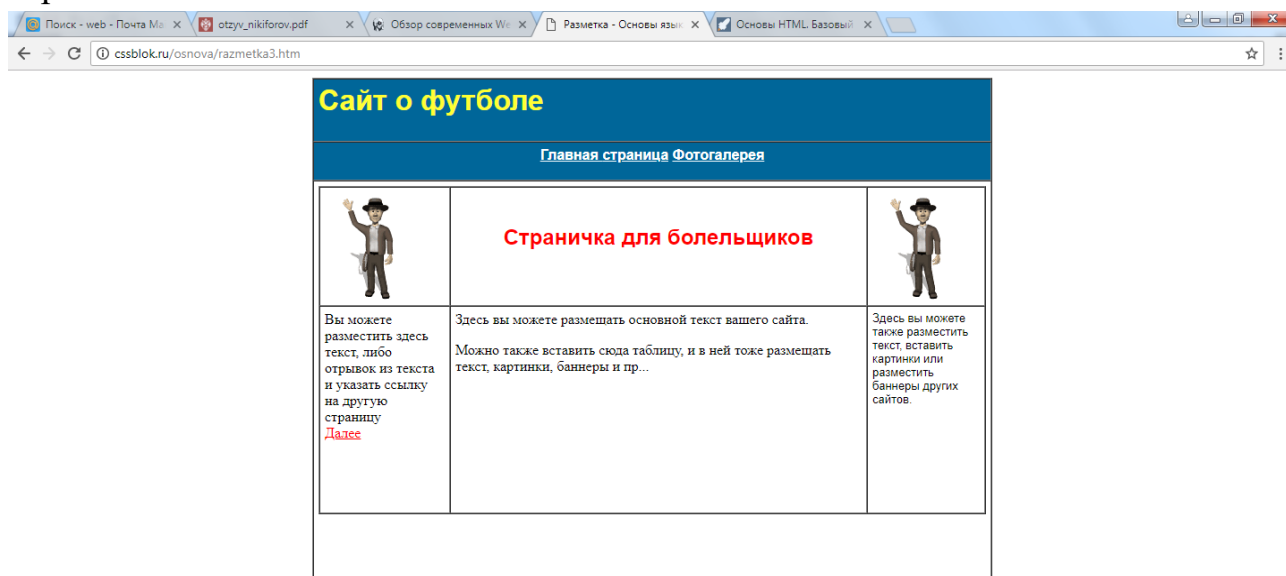 Поиск - web - Почта Ma
otzyv_nikiforov.pdf
Обзор современных We
Разметка - Основы язык
Основы HTML. Базовый
cssblok.ru/osnova/razmetka3.htm
Сайт о футболе
Главная страница Фотогалерея
Страничка для болельщиков
Вы можете
разместить здесь
текст, либо
отрывок из текста
и указать ссылку
на другую
страницу
Далее
Здесь вы можете размещать основной текст вашего сайта.
Можно также вставить сюда таблицу, и в ней тоже размещать
текст, картинки, баннеры и пр...
Здесь вы можете
также разместить
текст, вставить
картинки или
разместить
баннеры других
сайтов.